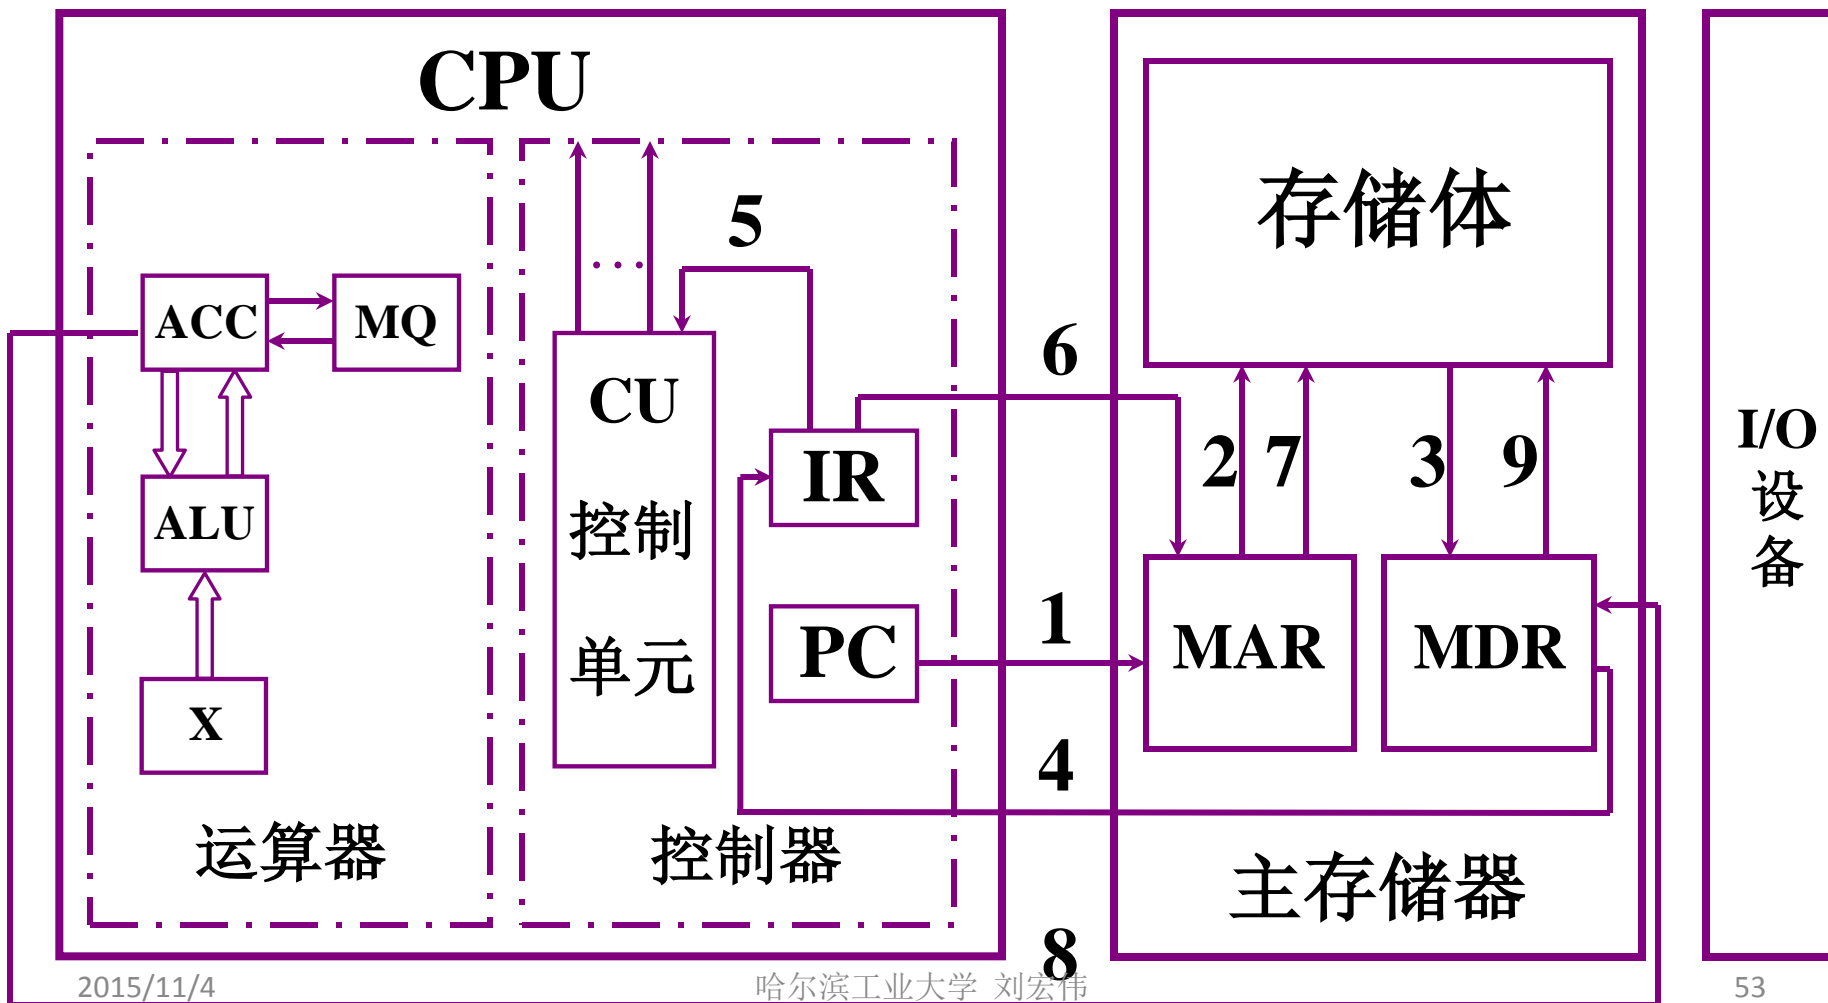 CPU
5
ACC
MQ
CU
控制
单元
IR
PC
ALU
X
运算器
控制器
6
1
4
8
存储体
2
7
3
9
MAR
MDR
主存储器
I/O
设
备
2015/11/4
哈尔滨工业大学 刘宏伟
53